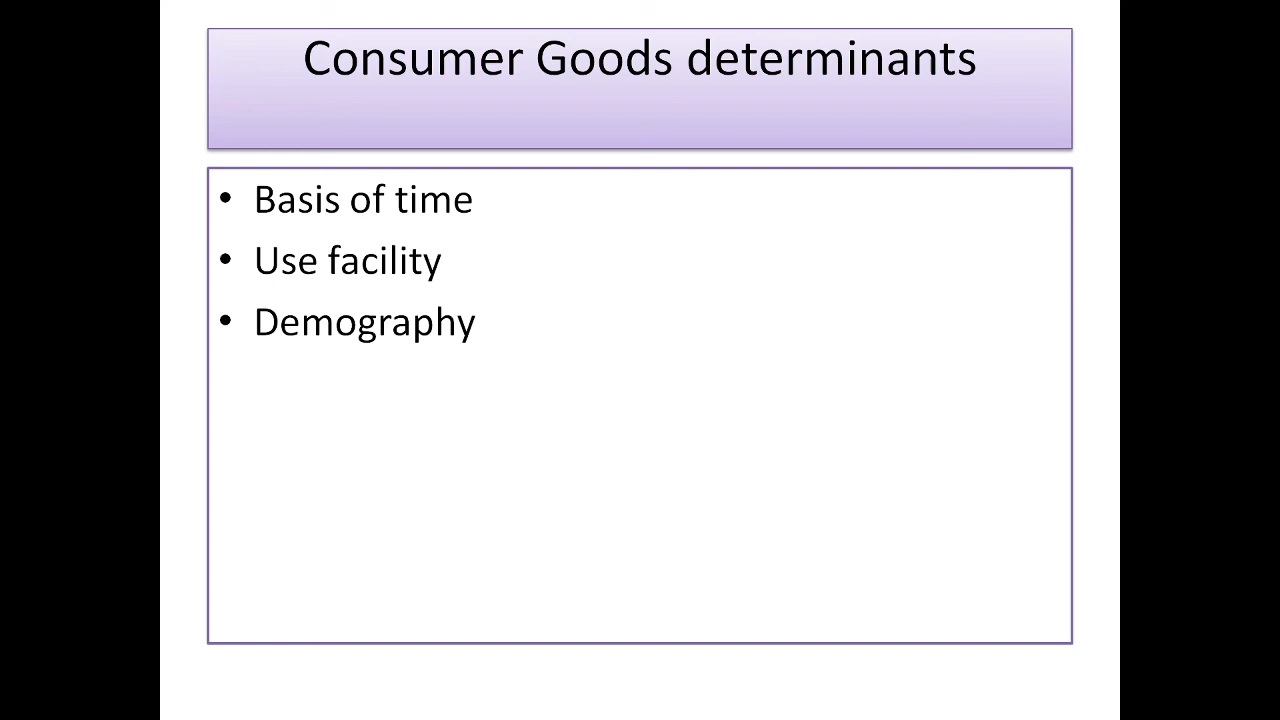 Consumer Goods determinants
• Basis of time
• Use facility
• Demography